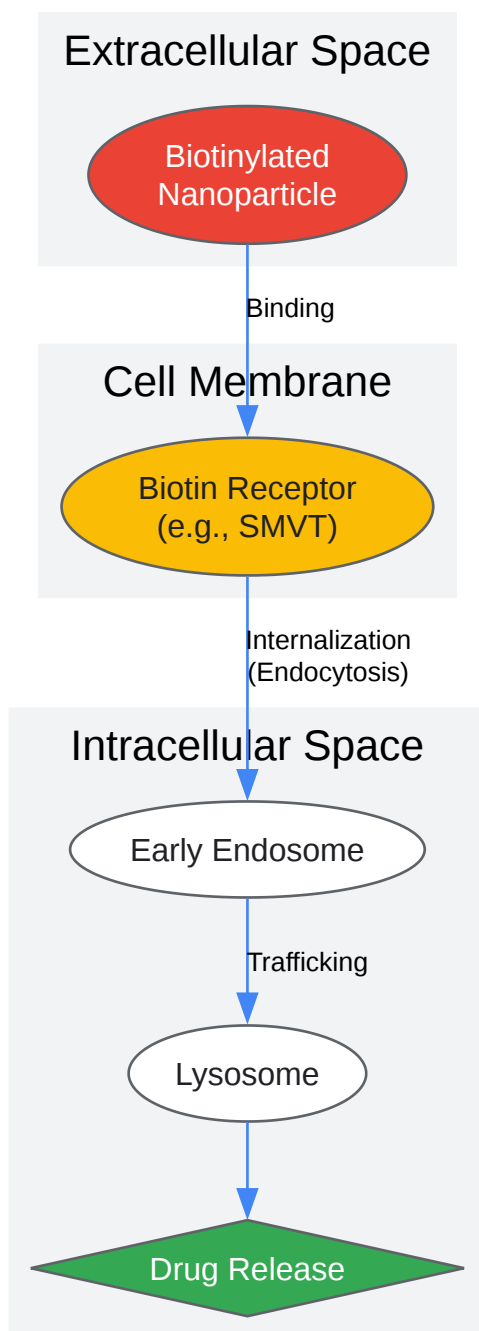 Extracellular Space
Biotinylated
Nanoparticle
Binding
Cell Membrane
Biotin Receptor
(e.g., SMVT)
Internalization
(Endocytosis)
Intracellular Space
Early Endosome
Trafficking
Lysosome
Drug Release